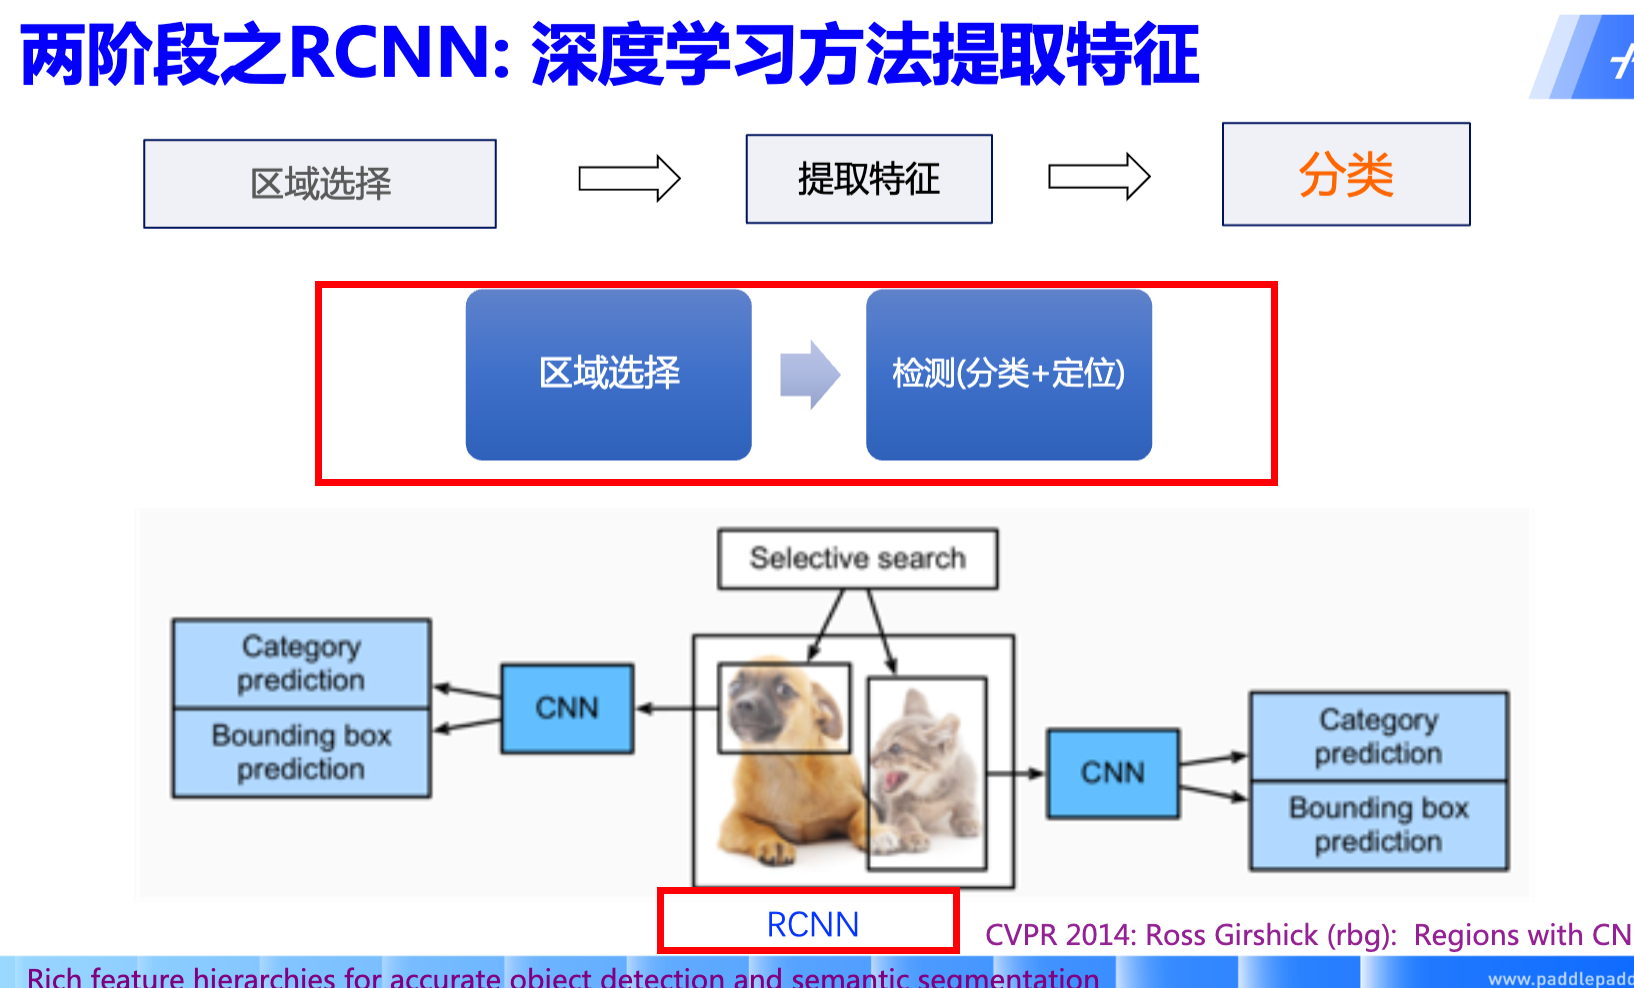 两阶段之RCNN: 深度学习方法提取特征
区域选择
提取特征
分类
区域选择
检测(分类+定位)
Selective search
Category
prediction
Bounding box
prediction
CNN
CNN
Category
prediction
Bounding box
prediction
RCNN
CVPR 2014: Ross Girshick (rbg): Regions with CN
Rich feature hierarchies for accurate object detection and semantic segmentation
www.paddlepadd